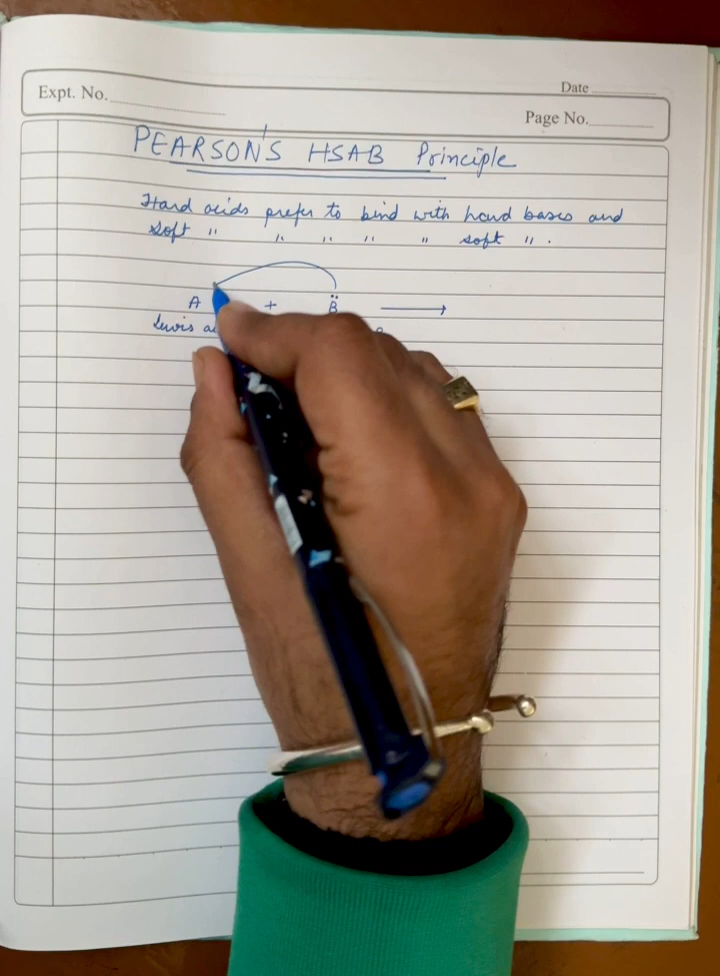 Expt. No.
Date
Page No.
PEARSON'S HSAB Principle
Hard acids prefer to bind with hard bases and
soft " " " " " soft " .
A + B̈ ⟶
Lewis